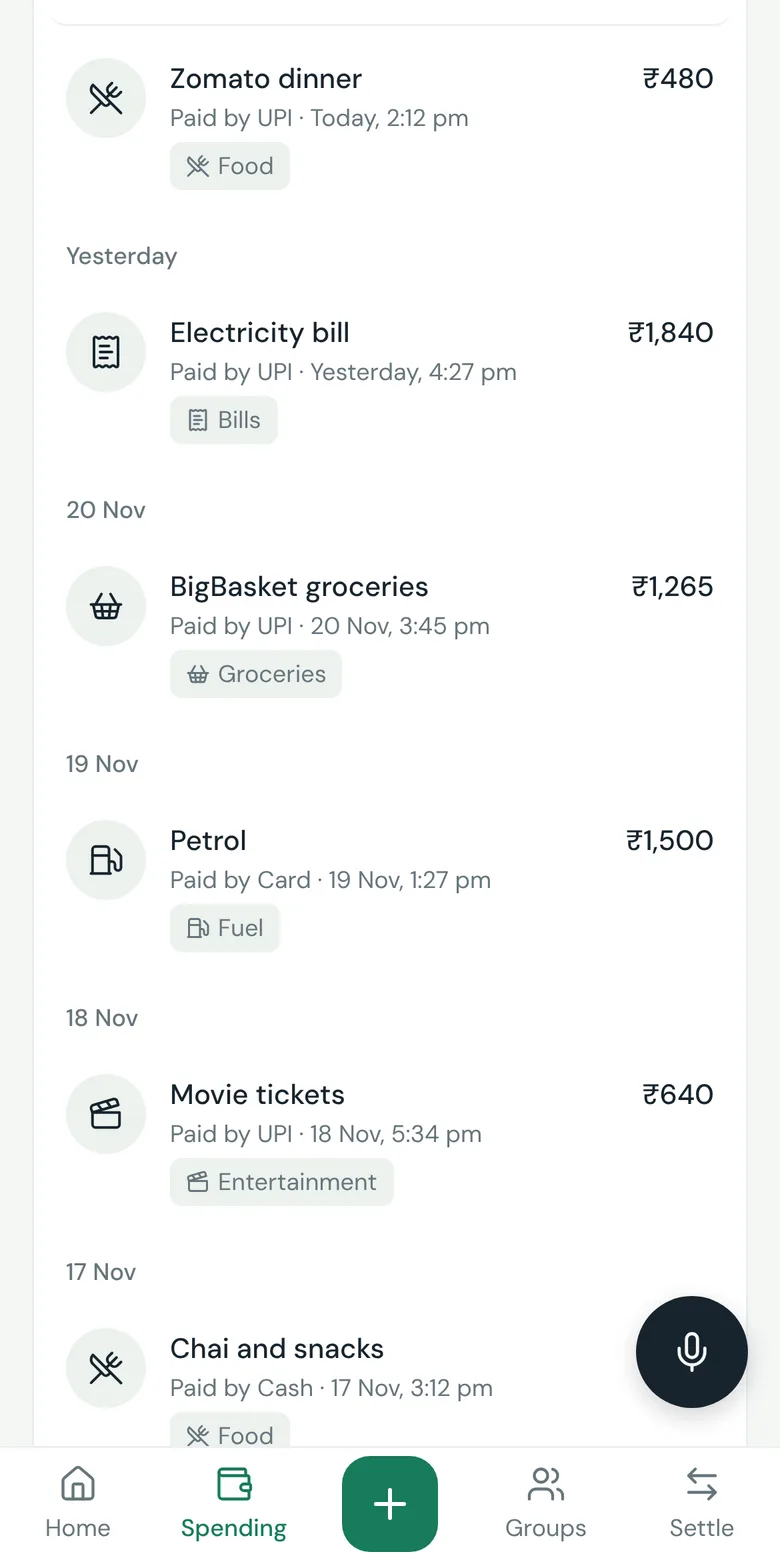 Zomato dinner ₹480
Paid by UPI · Today, 2:12 pm
Food
Yesterday
Electricity bill ₹1,840
Paid by UPI · Yesterday, 4:27 pm
Bills
20 Nov
BigBasket groceries ₹1,265
Paid by UPI · 20 Nov, 3:45 pm
Groceries
19 Nov
Petrol ₹1,500
Paid by Card · 19 Nov, 1:27 pm
Fuel
18 Nov
Movie tickets ₹640
Paid by UPI · 18 Nov, 5:34 pm
Entertainment
17 Nov
Chai and snacks
Paid by Cash · 17 Nov, 3:12 pm
Food
Home Spending Groups Settle